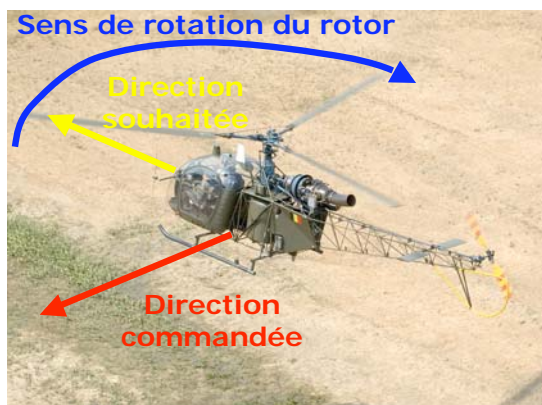 Sens de rotation du rotor
Direction
souhaitée
Direction
commandée